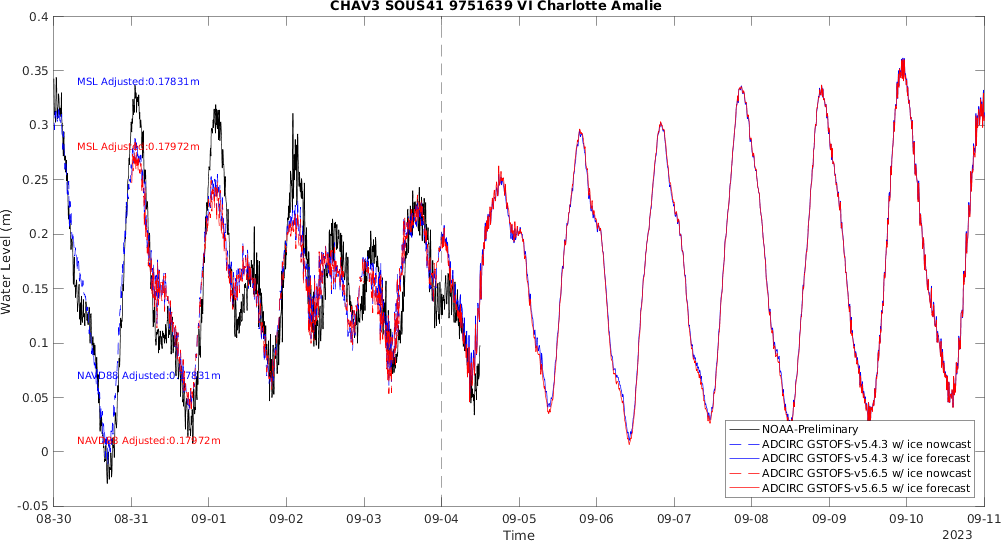 CHAV3 SOUS41 9751639 VI Charlotte Amalie
0.4
0.35
0.3
0.25
0.2
0.15
0.1
0.05
0
-0.05
Water Level (m)
MSL Adjusted:0.17831m
MSL Adjusted:0.17972m
NAVD88 Adjusted:0.17831m
NAVD88 Adjusted:0.17972m
NOAA-Preliminary
ADCIRC GSTOFS-v5.4.3 w/ ice nowcast
ADCIRC GSTOFS-v5.4.3 w/ ice forecast
ADCIRC GSTOFS-v5.6.5 w/ ice nowcast
ADCIRC GSTOFS-v5.6.5 w/ ice forecast
08-30 08-31 09-01 09-02 09-03 09-04 09-05 09-06 09-07 09-08 09-09 09-10 09-11
Time
2023